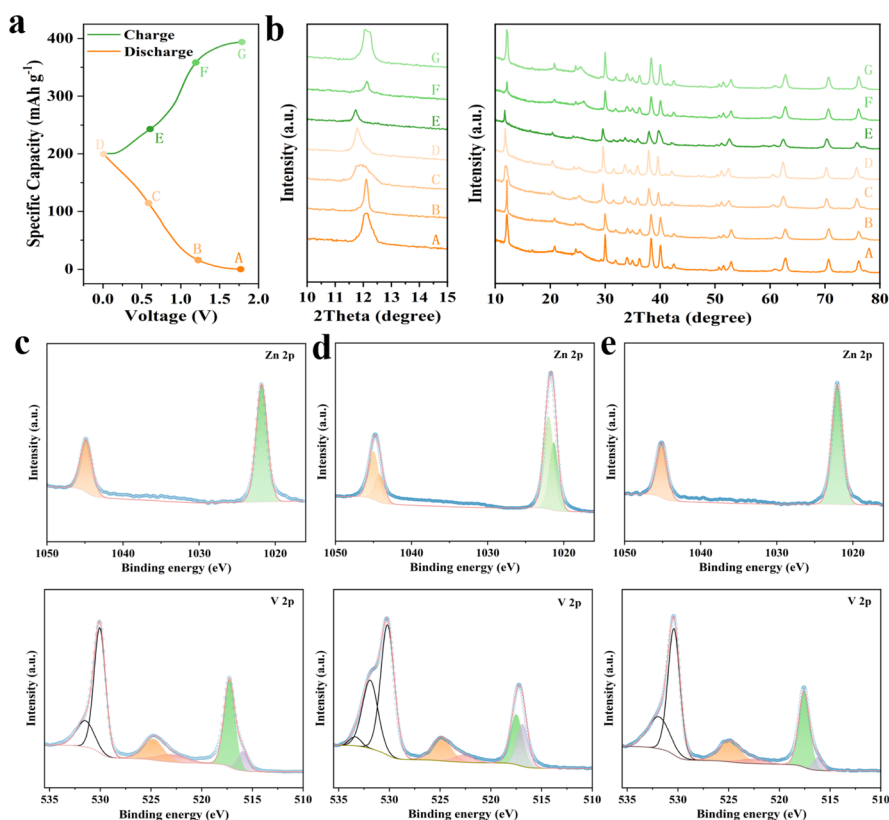 a
Charge
Discharge
G
F
E
D
C
B
A
400
300
200
100
0
Specific Capacity (mAh g⁻¹)
0.0 0.5 1.0 1.5 2.0
Voltage (V)
b
G
F
E
D
C
B
A
Intensity (a.u.)
10 11 12 13 14 15
2Theta (degree)
G
F
E
D
C
B
A
Intensity (a.u.)
10 20 30 40 50 60 70 80
2Theta (degree)
c
Zn 2p
Intensity (a.u.)
1050 1040 1030 1020
Binding energy (eV)
d
Zn 2p
Intensity (a.u.)
1050 1040 1030 1020
Binding energy (eV)
e
Zn 2p
Intensity (a.u.)
1050 1040 1030 1020
Binding energy (eV)
V 2p
Intensity (a.u.)
535 530 525 520 515 510
Binding energy (eV)
V 2p
Intensity (a.u.)
535 530 525 520 515 510
Binding energy (eV)
V 2p
Intensity (a.u.)
535 530 525 520 515 510
Binding energy (eV)